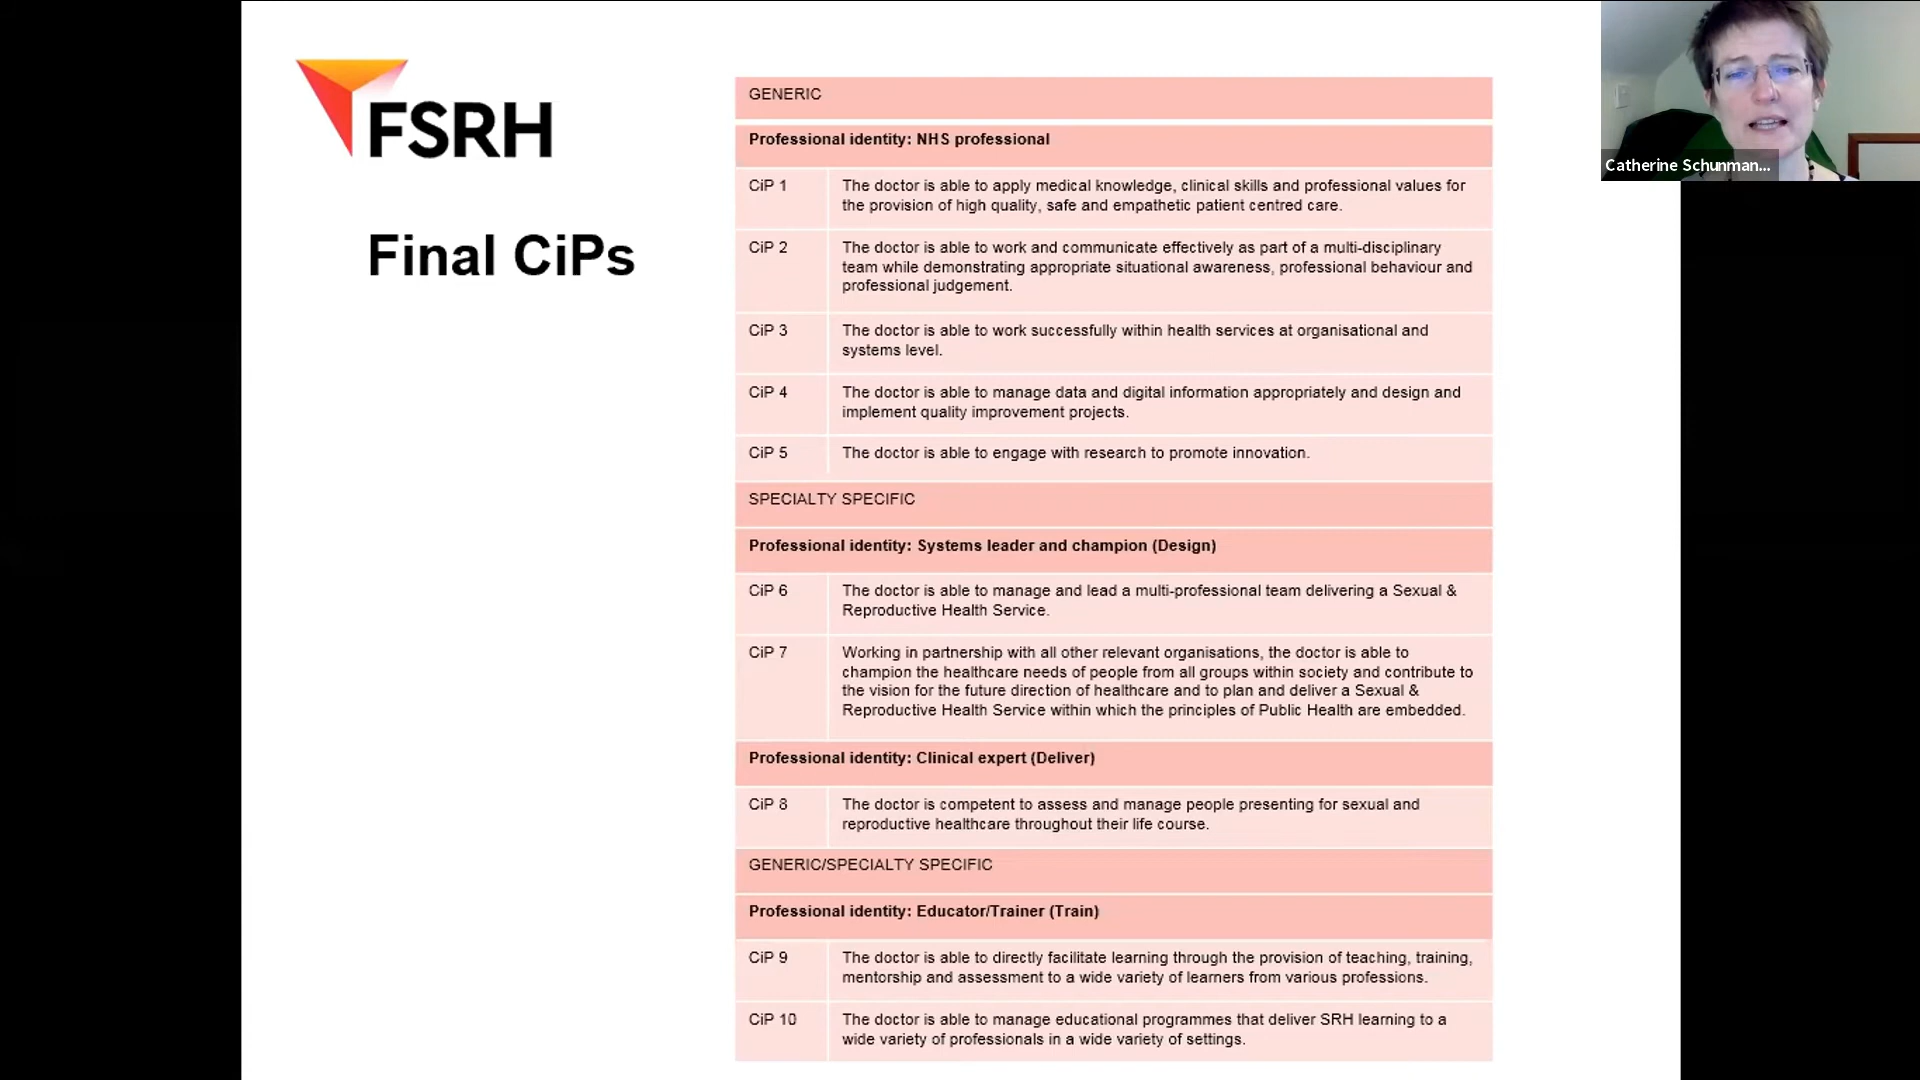 FSRH
Final CiPs
GENERIC
Professional identity: NHS professional
CiP 1
The doctor is able to apply medical knowledge, clinical skills and professional values for
the provision of high quality, safe and empathetic patient centred care.
CiP 2
The doctor is able to work and communicate effectively as part of a multi-disciplinary
team while demonstrating appropriate situational awareness, professional behaviour and
professional judgement.
CiP 3
The doctor is able to work successfully within health services at organisational and
systems level.
CiP 4
The doctor is able to manage data and digital information appropriately and design and
implement quality improvement projects.
CiP 5
The doctor is able to engage with research to promote innovation.
SPECIALTY SPECIFIC
Professional identity: Systems leader and champion (Design)
CiP 6
The doctor is able to manage and lead a multi-professional team delivering a Sexual &
Reproductive Health Service.
CiP 7
Working in partnership with all other relevant organisations, the doctor is able to
champion the healthcare needs of people from all groups within society and contribute to
the vision for the future direction of healthcare and to plan and deliver a Sexual &
Reproductive Health Service within which the principles of Public Health are embedded.
Professional identity: Clinical expert (Deliver)
CiP 8
The doctor is competent to assess and manage people presenting for sexual and
reproductive healthcare throughout their life course.
GENERIC/SPECIALTY SPECIFIC
Professional identity: Educator/Trainer (Train)
CiP 9
The doctor is able to directly facilitate learning through the provision of teaching, training,
mentorship and assessment to a wide variety of learners from various professions.
CiP 10
The doctor is able to manage educational programmes that deliver SRH learning to a
wide variety of professionals in a wide variety of settings.
Catherine Schunman...